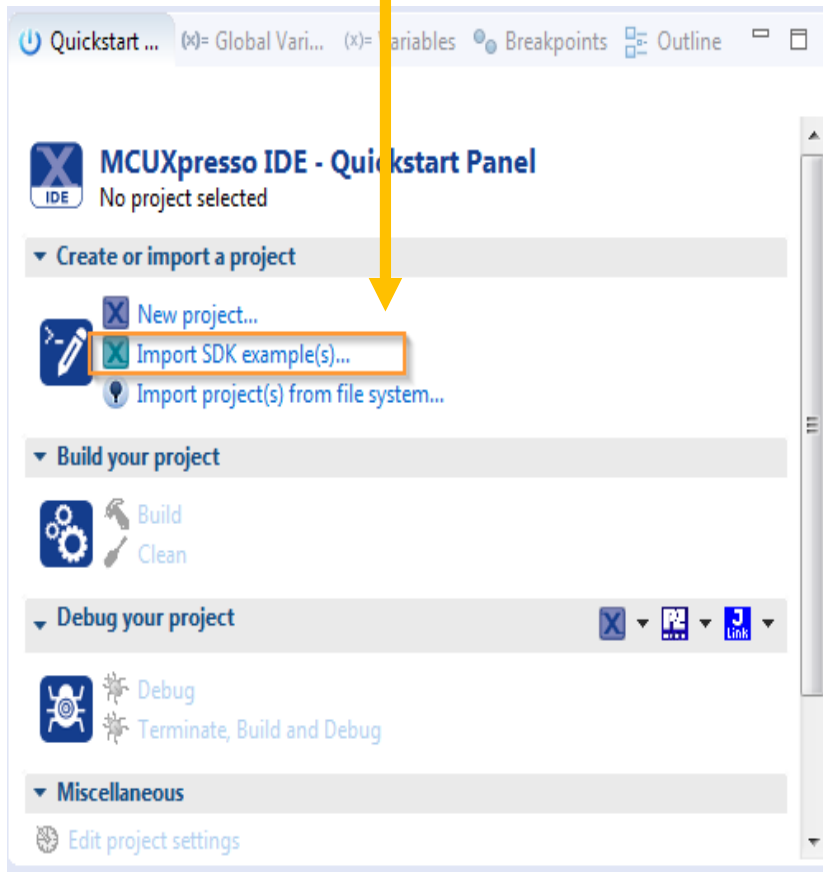 Quickstart ... (x)= Global Vari... (x)= Variables Breakpoints Outline
MCUXpresso IDE - Quickstart Panel
IDE
No project selected
Create or import a project
New project...
Import SDK example(s)...
Import project(s) from file system...
Build your project
Build
Clean
Debug your project
PE
J Link
Debug
Terminate, Build and Debug
Miscellaneous
Edit project settings